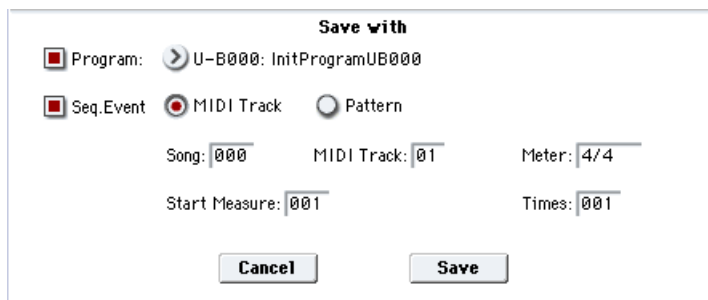 Save with
Program: U-B000: InitProgramUB000
Seq.Event MIDI Track Pattern
Song: 000 MIDI Track: 01 Meter: 4/4
Start Measure: 001 Times: 001
Cancel Save